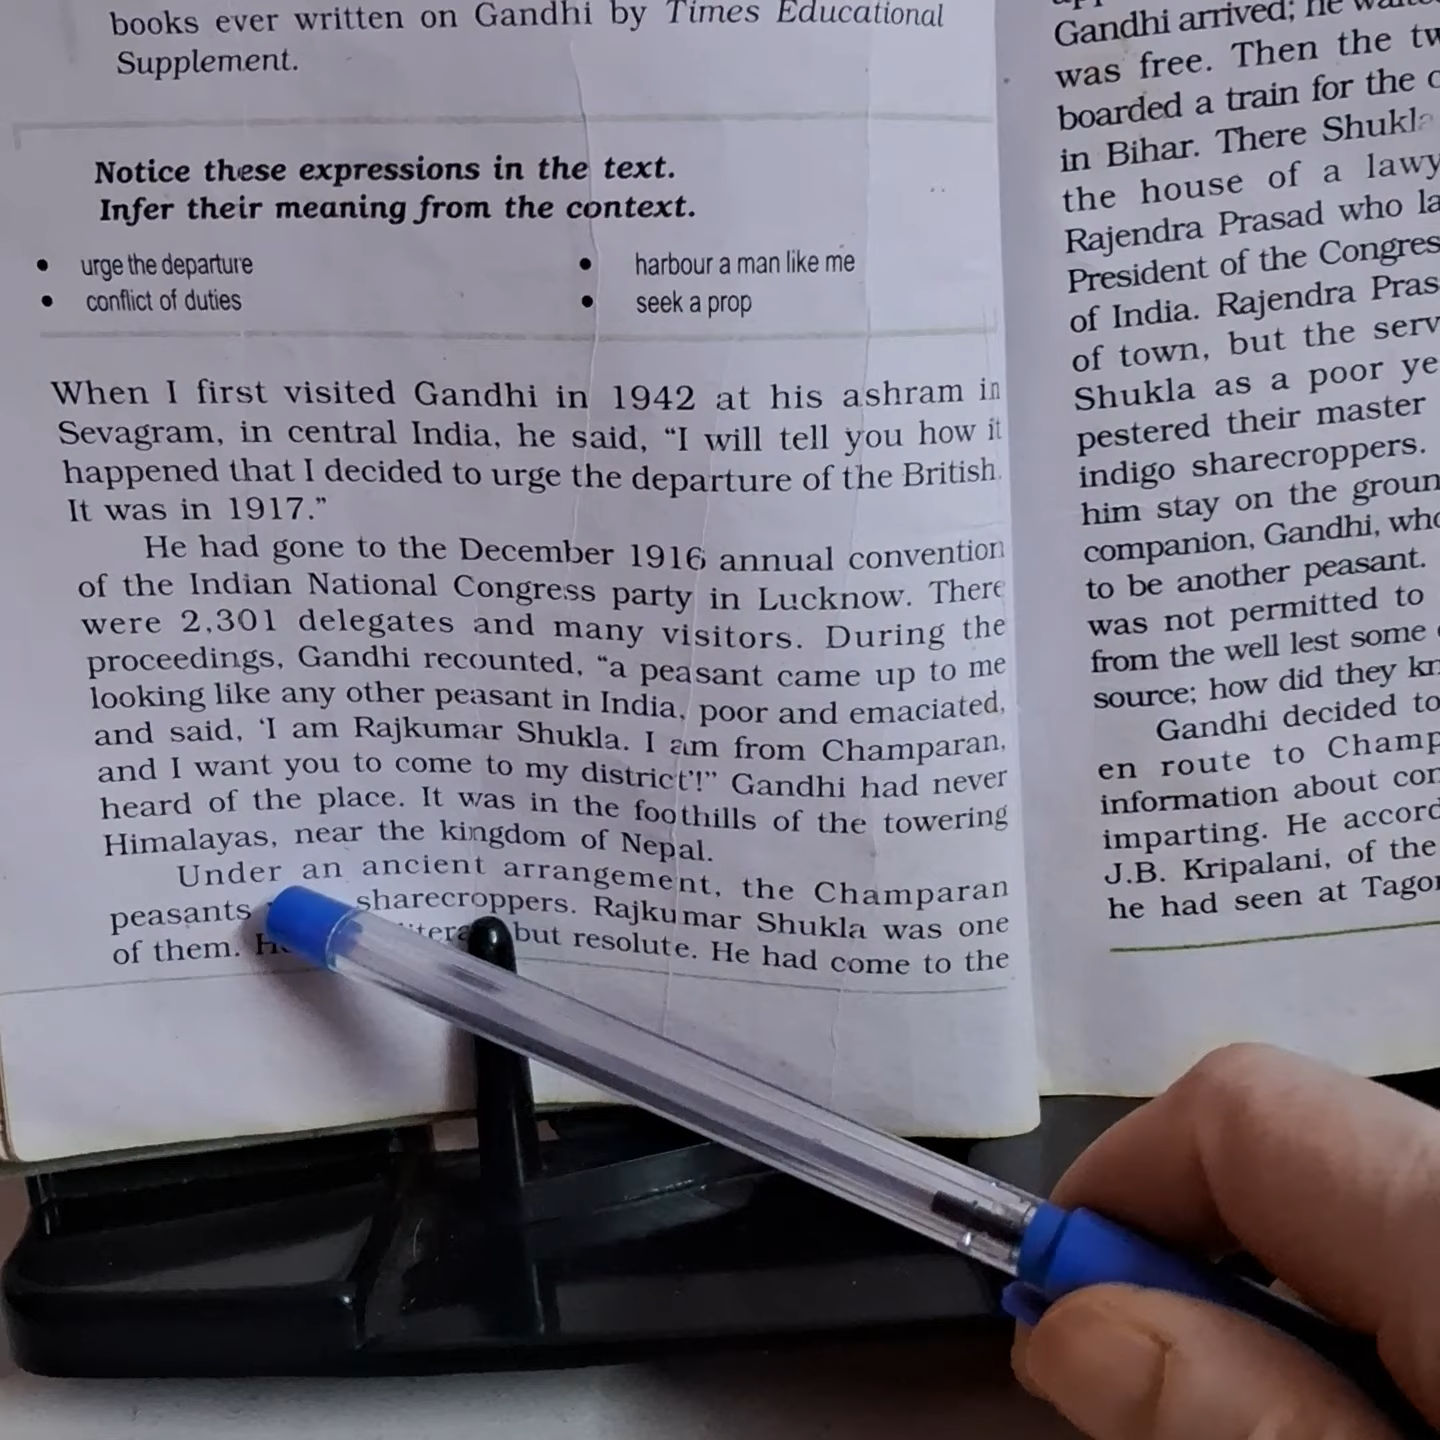 books ever written on Gandhi by Times Educational
Supplement.
Notice these expressions in the text.
Infer their meaning from the context.
• urge the departure
• conflict of duties
• harbour a man like me
• seek a prop
When I first visited Gandhi in 1942 at his ashram in
Sevagram, in central India, he said, “I will tell you how it
happened that I decided to urge the departure of the British.
It was in 1917.”
He had gone to the December 1916 annual convention
of the Indian National Congress party in Lucknow. There
were 2,301 delegates and many visitors. During the
proceedings, Gandhi recounted, “a peasant came up to me
looking like any other peasant in India, poor and emaciated,
and said, ‘I am Rajkumar Shukla. I am from Champaran,
and I want you to come to my district’!” Gandhi had never
heard of the place. It was in the foothills of the towering
Himalayas, near the kingdom of Nepal.
Under an ancient arrangement, the Champaran
peasants sharecroppers. Rajkumar Shukla was one
of them. but resolute. He had come to the
Gandhi arrived; he
was free. Then the
boarded a train for the
in Bihar. There Shukla
the house of a
Rajendra Prasad who
President of the
of India. Rajendra
of town, but the
Shukla as a poor
pestered their master
indigo sharecroppers.
him stay on the
companion, Gandhi,
to be another peasant.
was not permitted to
from the well lest some
source; how did they
Gandhi decided to
en route to
information about
imparting. He
J.B. Kripalani, of the
he had seen at